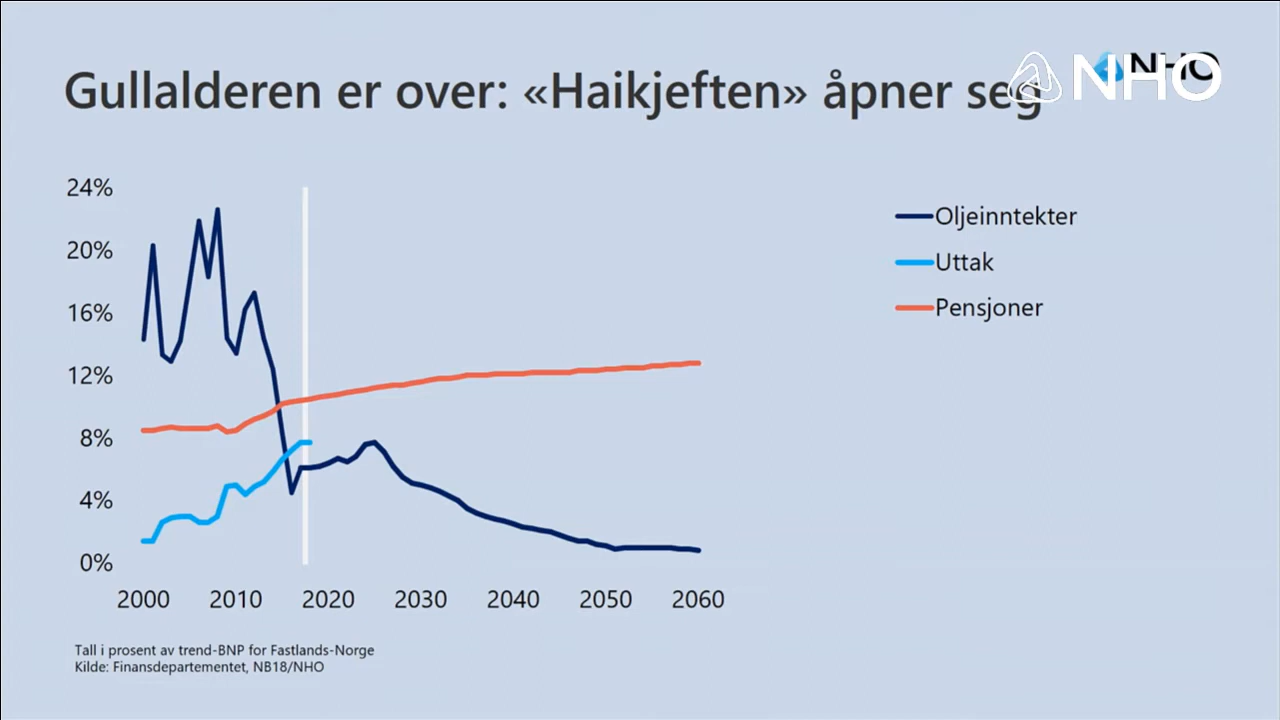 Gullalderen er over: «Haikjeften» åpner seg
NHO
NHO
24%
20%
16%
12%
8%
4%
0%
2000 2010 2020 2030 2040 2050 2060
Oljeinntekter
Uttak
Pensjoner
Tall i prosent av trend-BNP for Fastlands-Norge
Kilde: Finansdepartementet, NB18/NHO